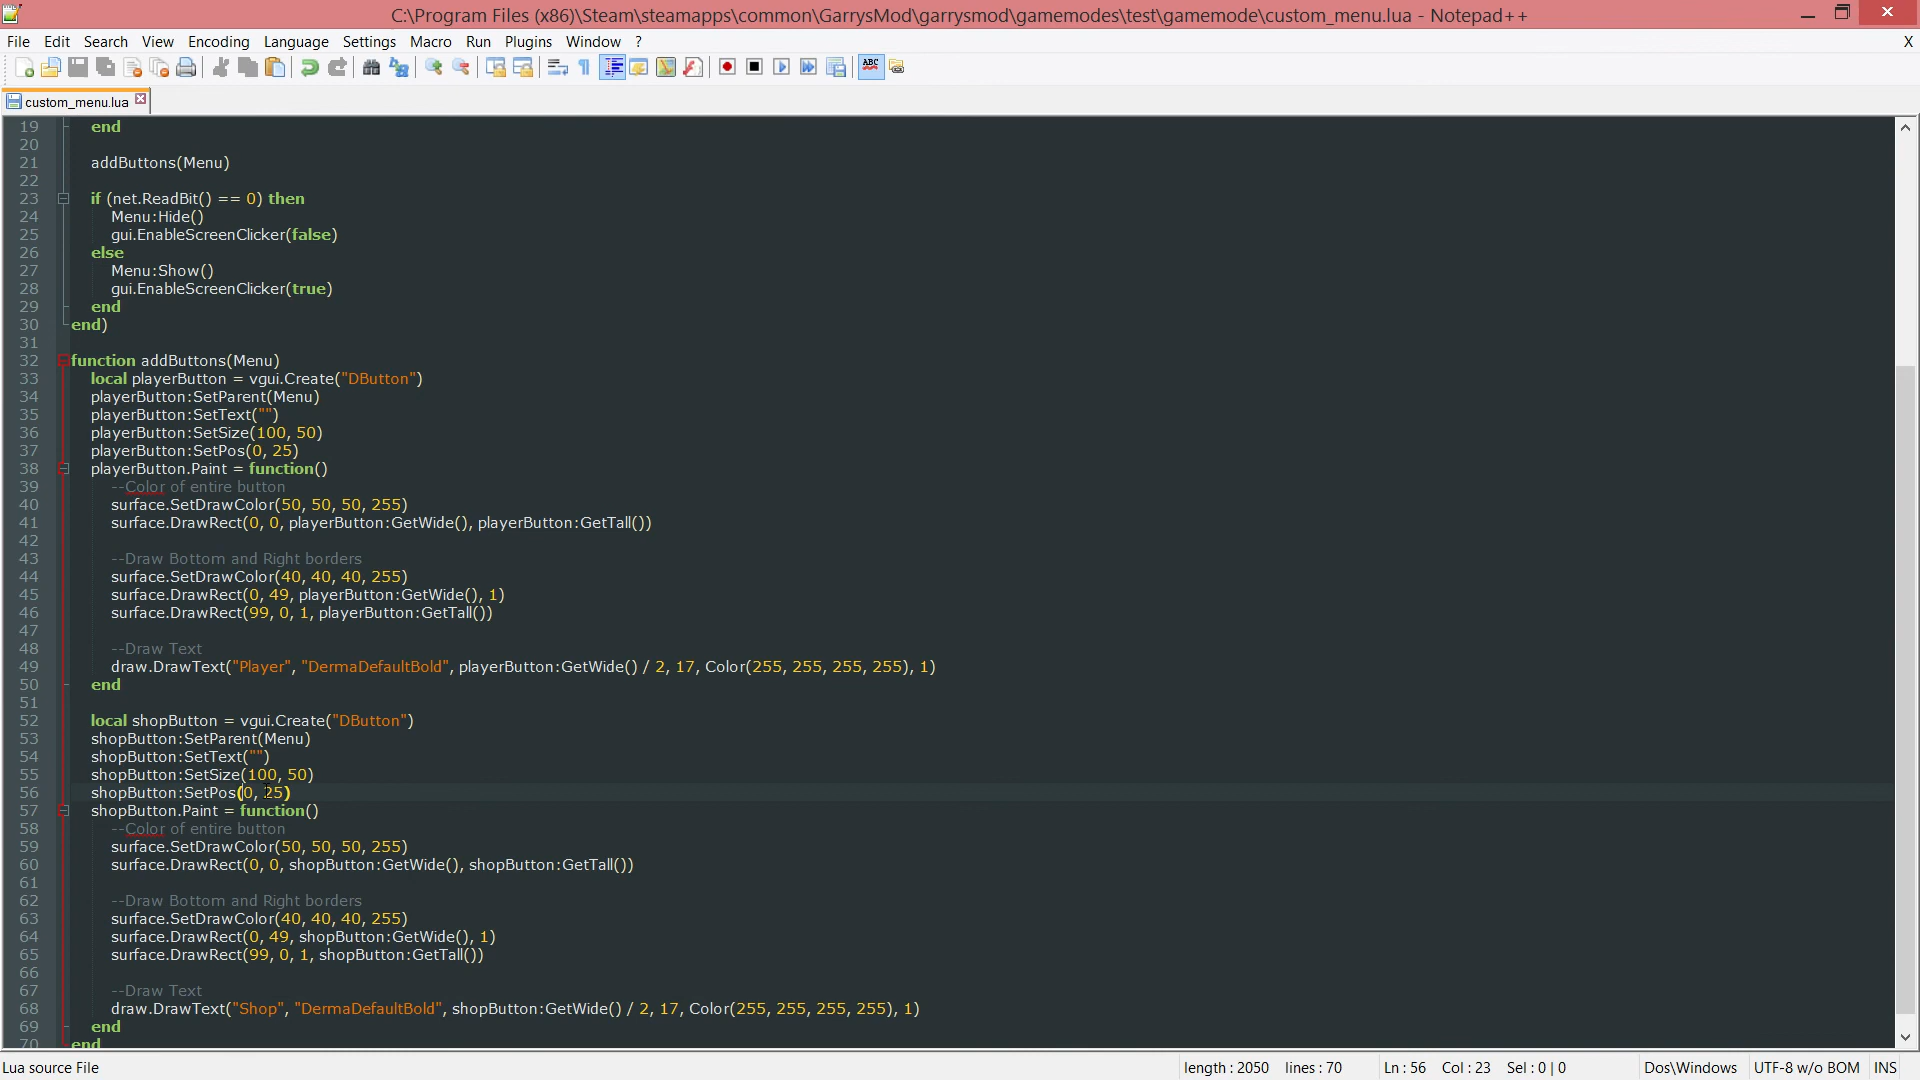 C:\Program Files (x86)\Steam\steamapps\common\GarrysMod\garrysmod\gamemodes\test\gamemode\custom_menu.lua - Notepad++
File Edit Search View Encoding Language Settings Macro Run Plugins Window ? X
ABC
custom_menu.lua
19 end
20
21 addButtons(Menu)
22
23 if (net.ReadBit() == 0) then
24 Menu:Hide()
25 gui.EnableScreenClicker(false)
26 else
27 Menu:Show()
28 gui.EnableScreenClicker(true)
29 end
30 end)
31
32 function addButtons(Menu)
33 local playerButton = vgui.Create("DButton")
34 playerButton:SetParent(Menu)
35 playerButton:SetText("")
36 playerButton:SetSize(100, 50)
37 playerButton:SetPos(0, 25)
38 playerButton.Paint = function()
39 --Color of entire button
40 surface.SetDrawColor(50, 50, 50, 255)
41 surface.DrawRect(0, 0, playerButton:GetWide(), playerButton:GetTall())
42
43 --Draw Bottom and Right borders
44 surface.SetDrawColor(40, 40, 40, 255)
45 surface.DrawRect(0, 49, playerButton:GetWide(), 1)
46 surface.DrawRect(99, 0, 1, playerButton:GetTall())
47
48 --Draw Text
49 draw.DrawText("Player", "DermaDefaultBold", playerButton:GetWide() / 2, 17, Color(255, 255, 255, 255), 1)
50 end
51
52 local shopButton = vgui.Create("DButton")
53 shopButton:SetParent(Menu)
54 shopButton:SetText("")
55 shopButton:SetSize(100, 50)
56 shopButton:SetPos(0, 25)
57 shopButton.Paint = function()
58 --Color of entire button
59 surface.SetDrawColor(50, 50, 50, 255)
60 surface.DrawRect(0, 0, shopButton:GetWide(), shopButton:GetTall())
61
62 --Draw Bottom and Right borders
63 surface.SetDrawColor(40, 40, 40, 255)
64 surface.DrawRect(0, 49, shopButton:GetWide(), 1)
65 surface.DrawRect(99, 0, 1, shopButton:GetTall())
66
67 --Draw Text
68 draw.DrawText("Shop", "DermaDefaultBold", shopButton:GetWide() / 2, 17, Color(255, 255, 255, 255), 1)
69 end
70 end
Lua source File length : 2050 lines : 70 Ln : 56 Col : 23 Sel : 0 | 0 Dos\Windows UTF-8 w/o BOM INS